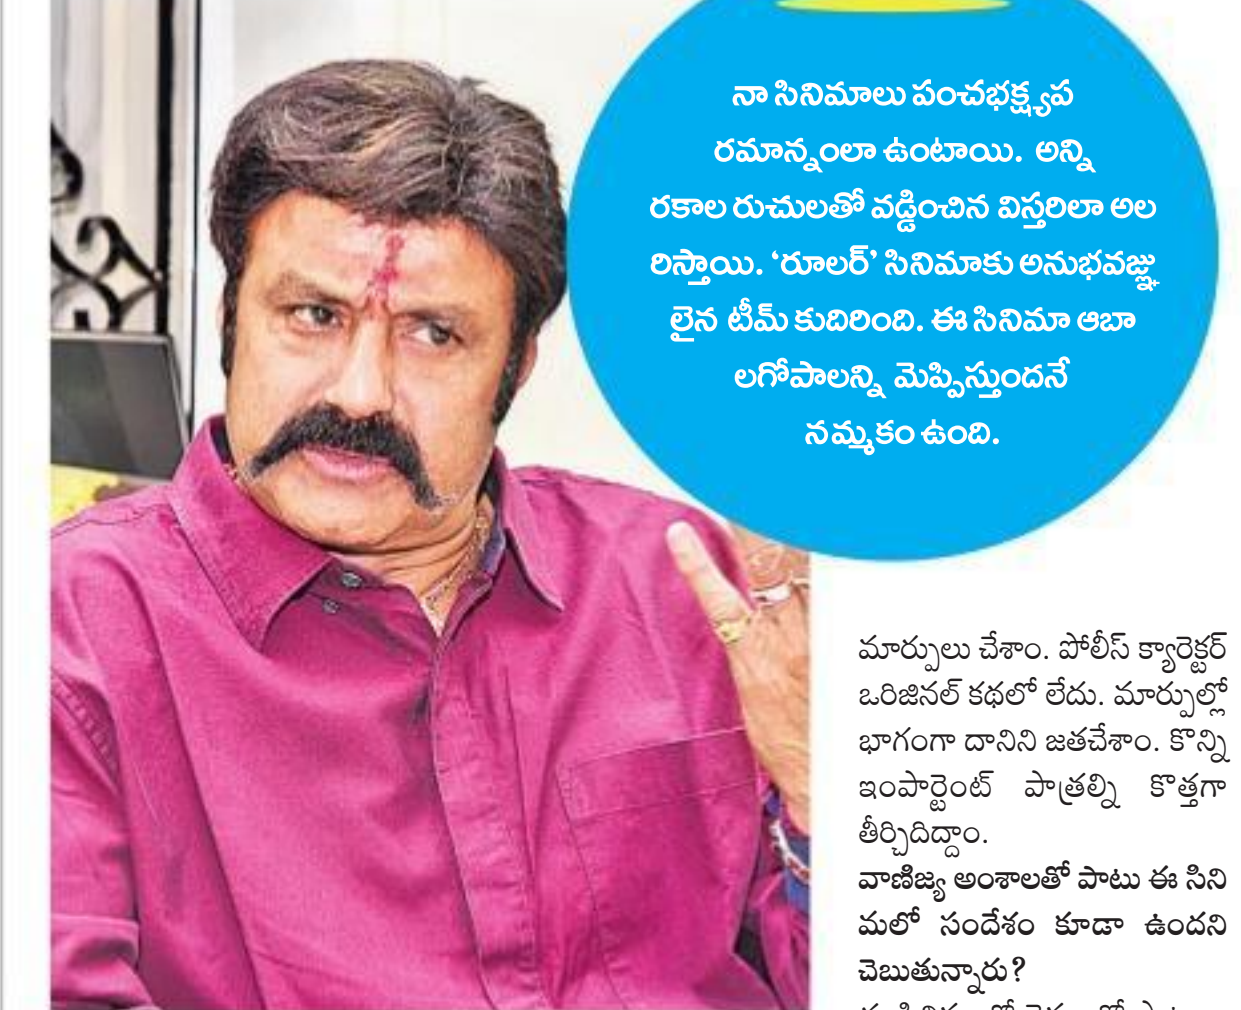 నా సినిమాలు పంచభక్ష్యప
రమాన్నంలా ఉంటాయి. అన్ని
రకాల రుచులతో వడ్డించిన విస్తరిలా అల
రిస్తాయి. ‘రూలర్’ సినిమాకు అనుభవజ్ఞు
లైన టీమ్ కుదిరింది. ఈ సినిమా ఆబా
లగోపాలన్ని మెప్పిస్తుందనే
నమ్మకం ఉంది.
మార్పులు చేశాం. పోలీస్ క్యారెక్టర్
ఒరిజినల్ కథలో లేదు. మార్పుల్లో
భాగంగా దానిని జతచేశాం. కొన్ని
ఇంపార్టెంట్ పాత్రల్ని కొత్తగా
తీర్చిదిద్దాం.
వాణిజ్య అంశాలతో పాటు ఈ సిని
మలో సందేశం కూడా ఉందని
చెబుతున్నారు?